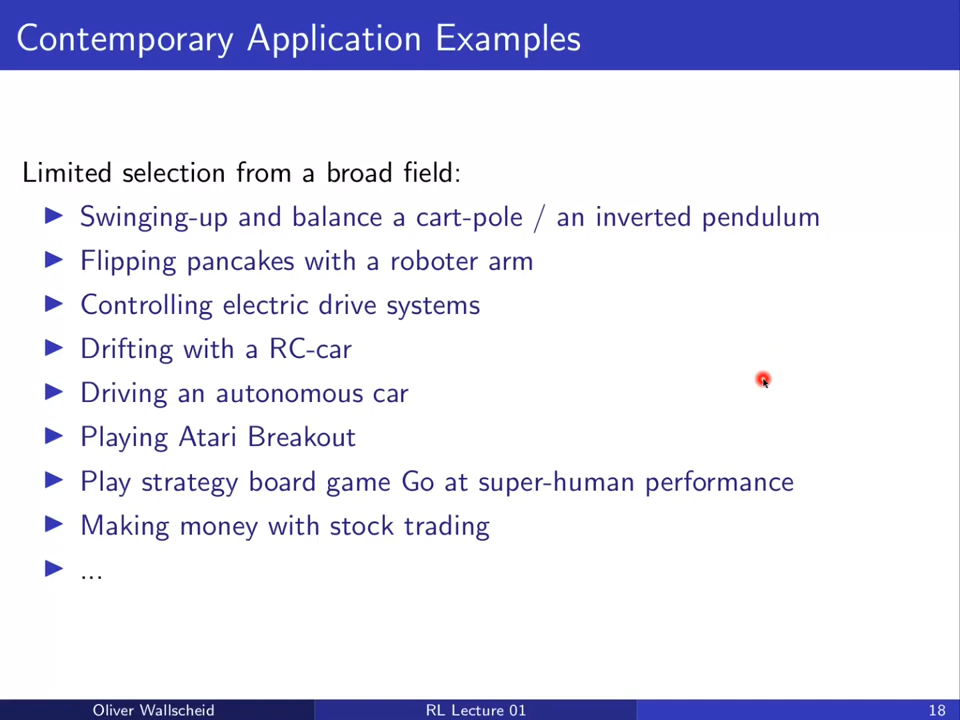 Contemporary Application Examples
Limited selection from a broad field:
Swinging-up and balance a cart-pole / an inverted pendulum
Flipping pancakes with a roboter arm
Controlling electric drive systems
Drifting with a RC-car
Driving an autonomous car
Playing Atari Breakout
Play strategy board game Go at super-human performance
Making money with stock trading
...
Oliver Wallscheid
RL Lecture 01
18